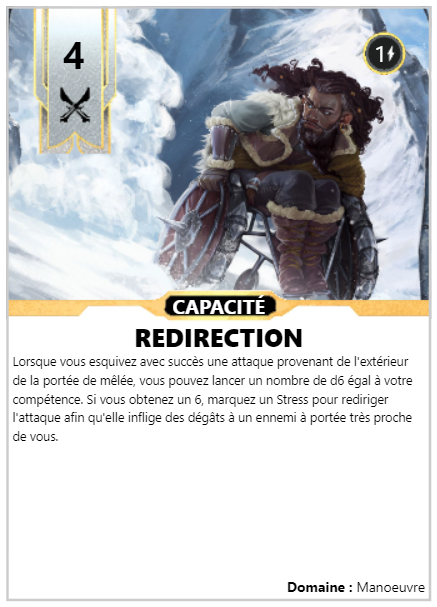 4
1
CAPACITÉ
REDIRECTION
Lorsque vous esquivez avec succès une attaque provenant de l'extérieur
de la portée de mêlée, vous pouvez lancer un nombre de d6 égal à votre
compétence. Si vous obtenez un 6, marquez un Stress pour rediriger
l'attaque afin qu'elle inflige des dégâts à un ennemi à portée très proche
de vous.
Domaine : Manoeuvre